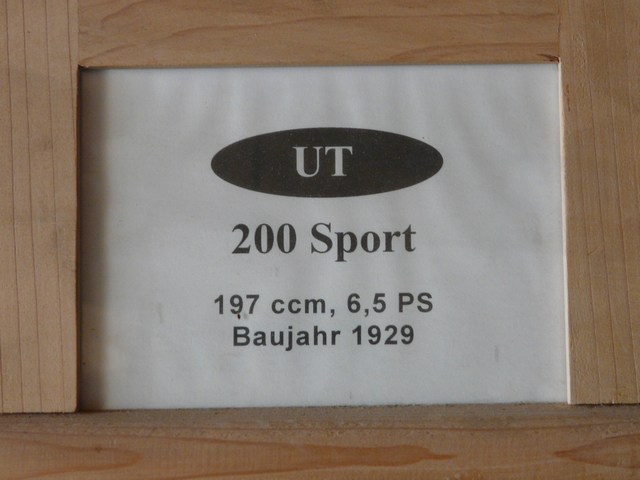 UT
200 Sport
197 ccm, 6,5 PS
Baujahr 1929